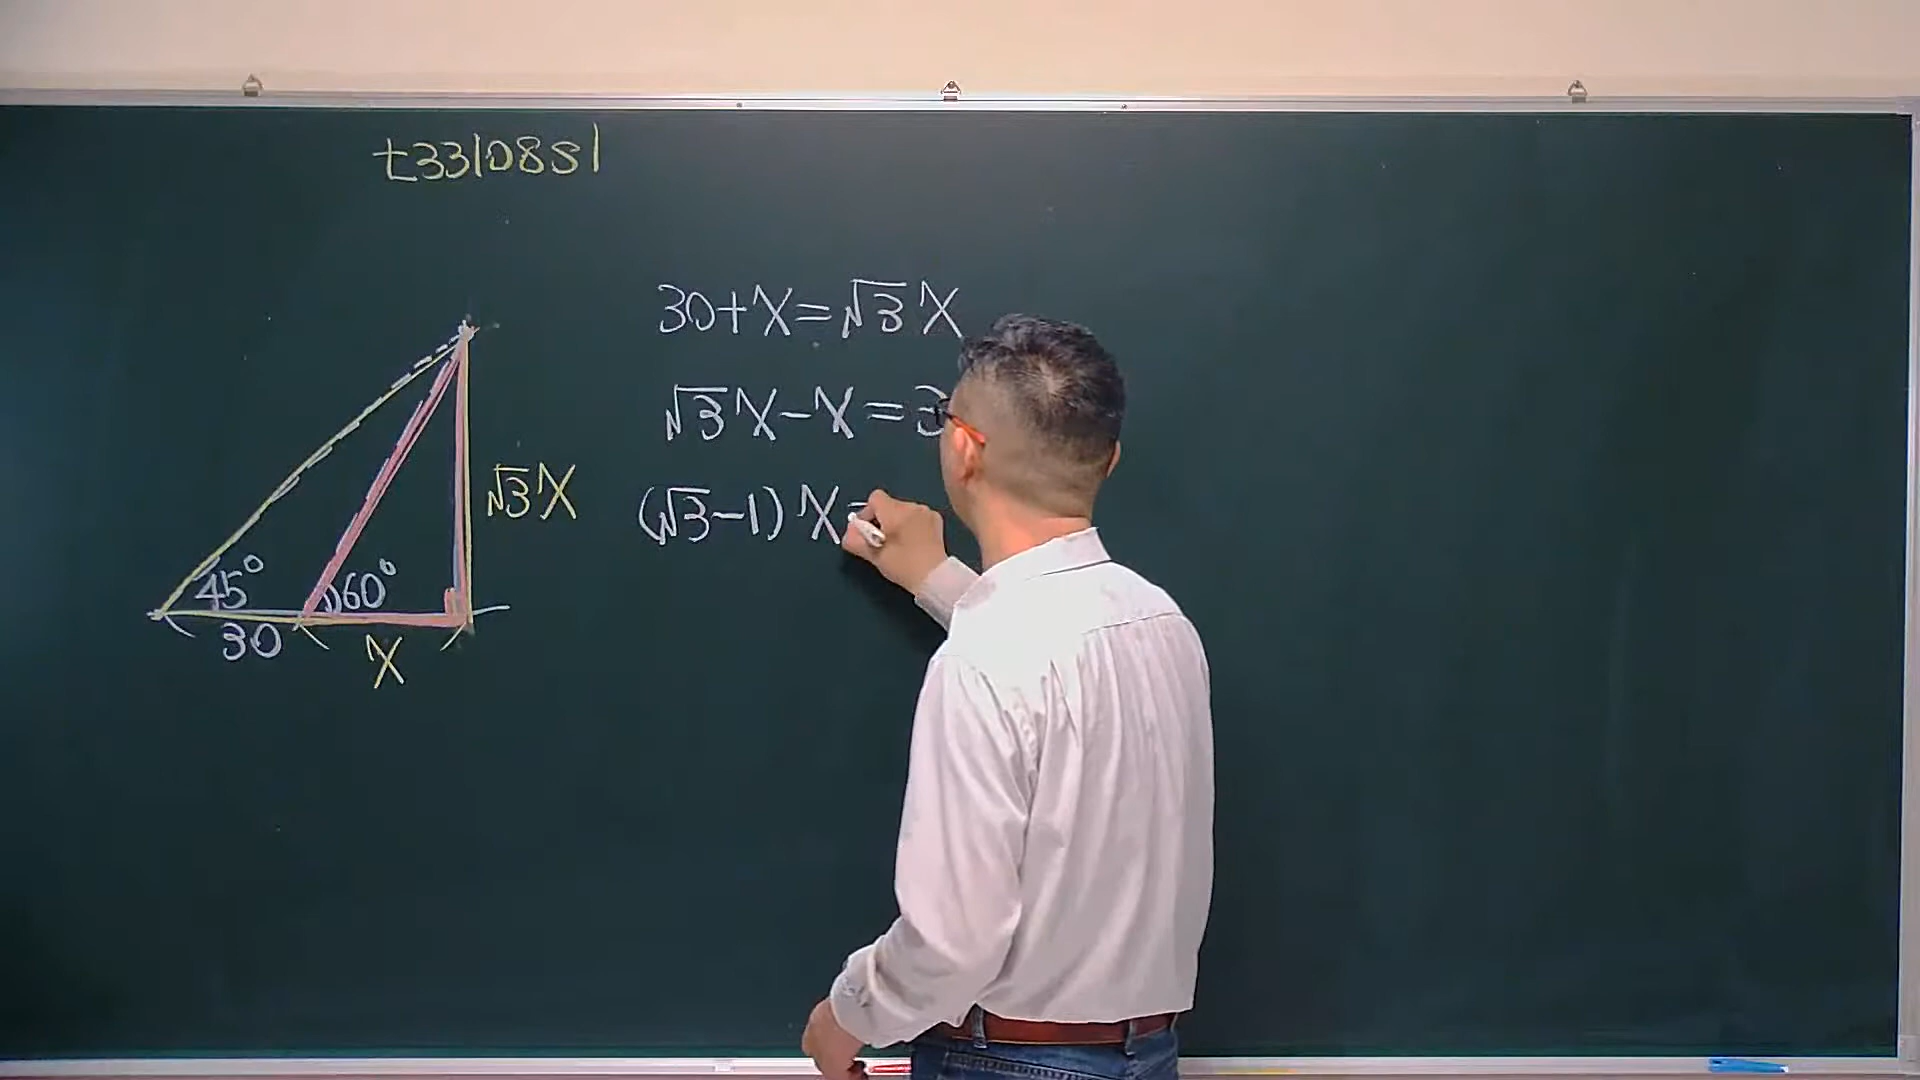 t3310851
30+X=√3X
√3X-X=3
(√3-1)X=
√3X
45°
60°
30
X